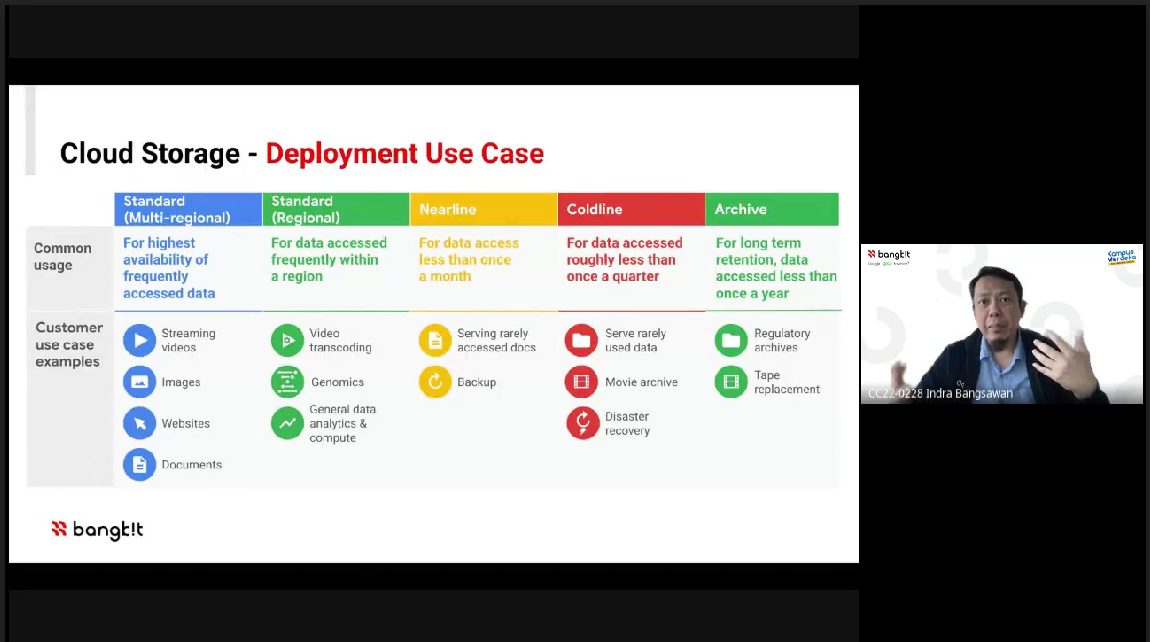 Cloud Storage - Deployment Use Case
Standard
(Multi-regional)
Standard
(Regional)
Nearline
Coldline
Archive
Common
usage
For highest
availability of
frequently
accessed data
For data accessed
frequently within
a region
For data access
less than once
a month
For data accessed
roughly less than
once a quarter
For long term
retention, data
accessed less than
once a year
Customer
use case
examples
Streaming
videos
Images
Websites
Documents
Video
transcoding
Genomics
General data
analytics &
compute
Serving rarely
accessed docs
Backup
Serve rarely
used data
Movie archive
Disaster
recovery
Regulatory
archives
Tape
replacement
bangk!t
bangk!t
Kampus
Merdeka
CC22-0228 Indra Bangsawan